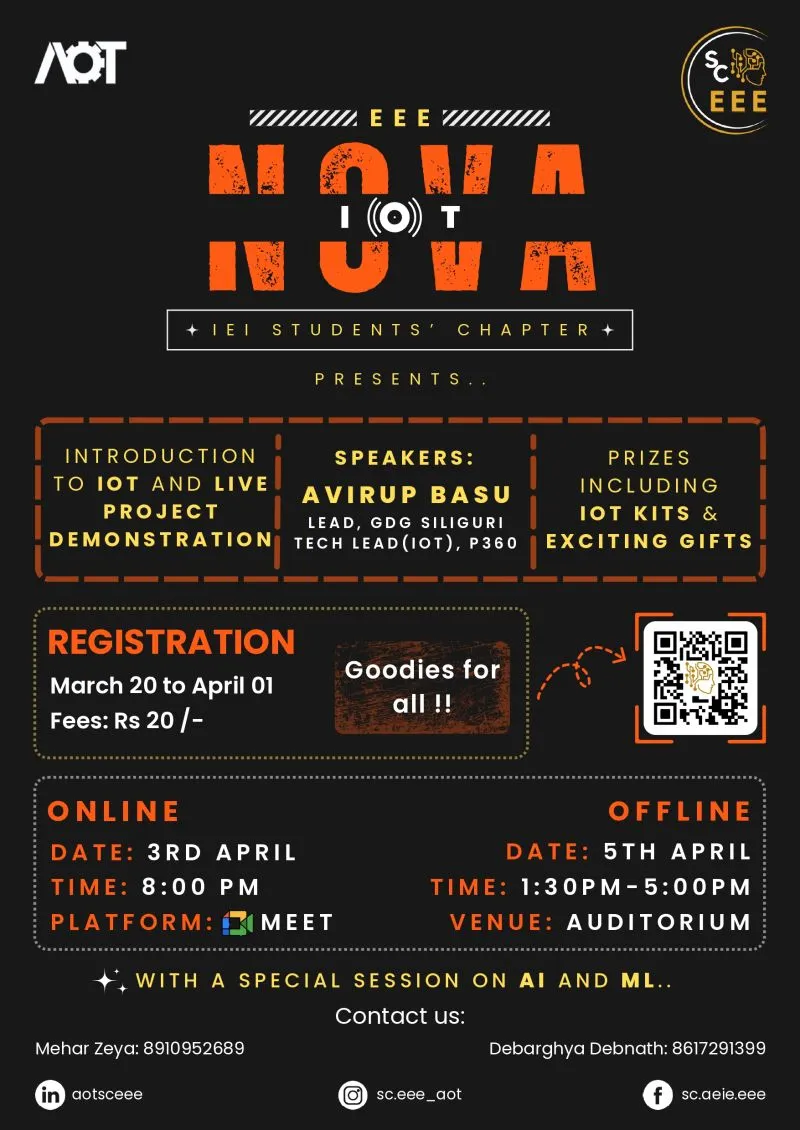 AOT
SC
EEE
EEE
NOVA
IOT
IEI STUDENTS' CHAPTER
PRESENTS..
INTRODUCTION
TO IOT AND LIVE
PROJECT
DEMONSTRATION
SPEAKERS:
AVIRUP BASU
LEAD, GDG SILIGURI
TECH LEAD(IOT), P360
PRIZES
INCLUDING
IOT KITS &
EXCITING GIFTS
REGISTRATION
March 20 to April 01
Fees: Rs 20 /-
Goodies for
all !!
ONLINE
DATE: 3RD APRIL
TIME: 8:00 PM
PLATFORM: MEET
OFFLINE
DATE: 5TH APRIL
TIME: 1:30PM-5:00PM
VENUE: AUDITORIUM
WITH A SPECIAL SESSION ON AI AND ML..
Contact us:
Mehar Zeya: 8910952689
Debarghya Debnath: 8617291399
in aotsceee
sc.eee_aot
f sc.aeie.eee